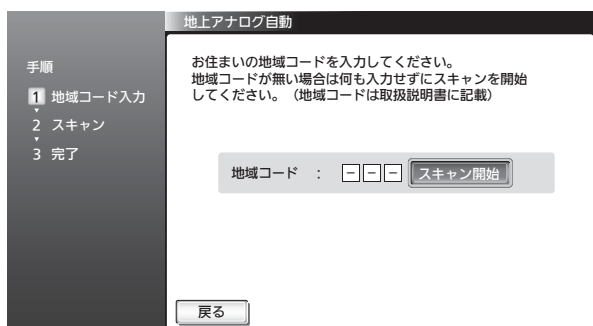 地上アナログ自動
手順
1 地域コード入力
2 スキャン
3 完了
お住まいの地域コードを入力してください。
地域コードが無い場合は何も入力せずにスキャンを開始
してください。（地域コードは取扱説明書に記載）
地域コード : － － － スキャン開始
戻る